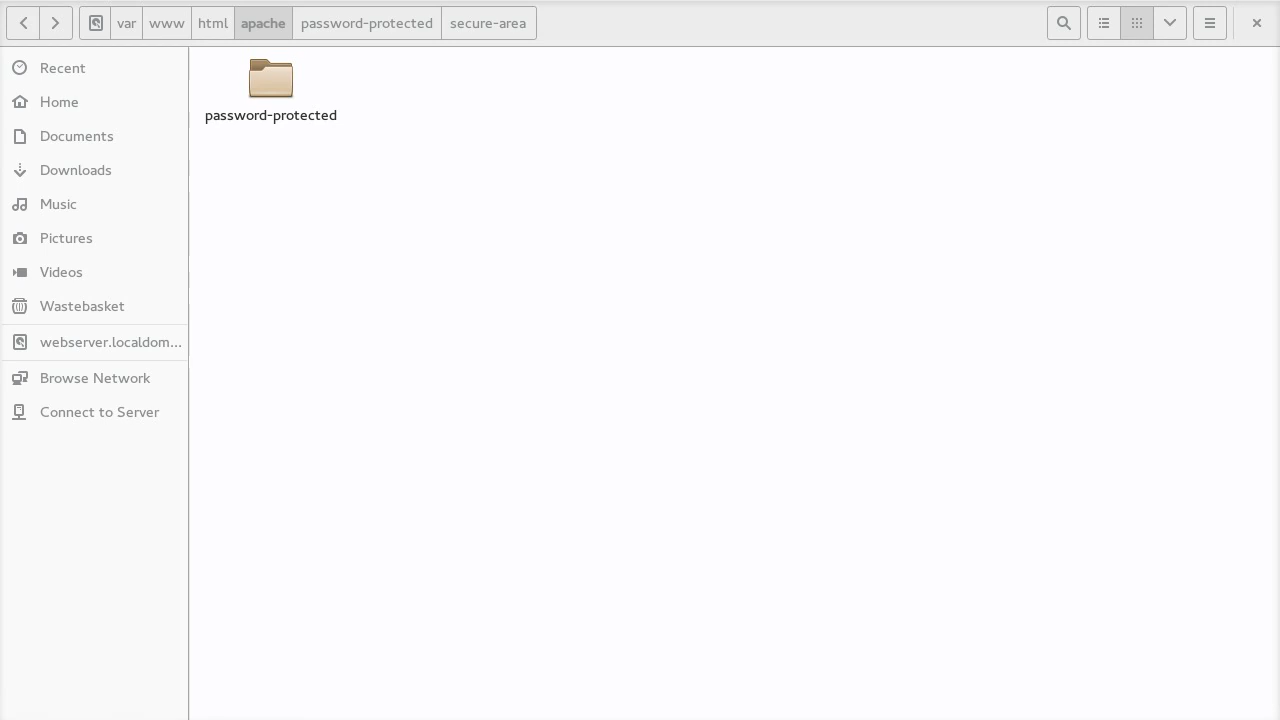 var www html apache password-protected secure-area
Recent
Home
Documents
Downloads
Music
Pictures
Videos
Wastebasket
webserver.localdom...
Browse Network
Connect to Server
password-protected